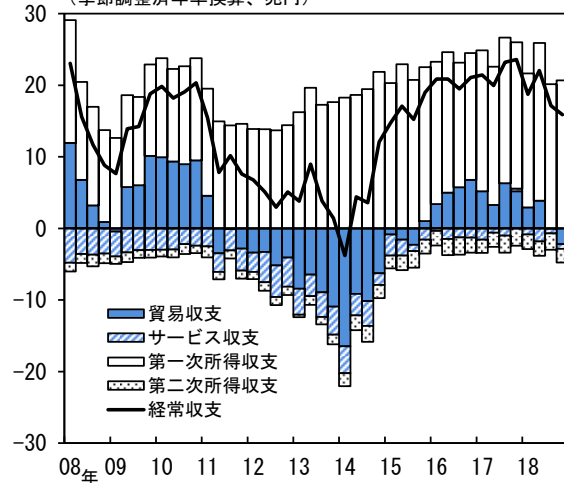 （季節調整済年率換算、兆円）
30
20
10
0
-10
-20
-30
貿易収支
サービス収支
第一次所得収支
第二次所得収支
経常収支
08年 09 10 11 12 13 14 15 16 17 18